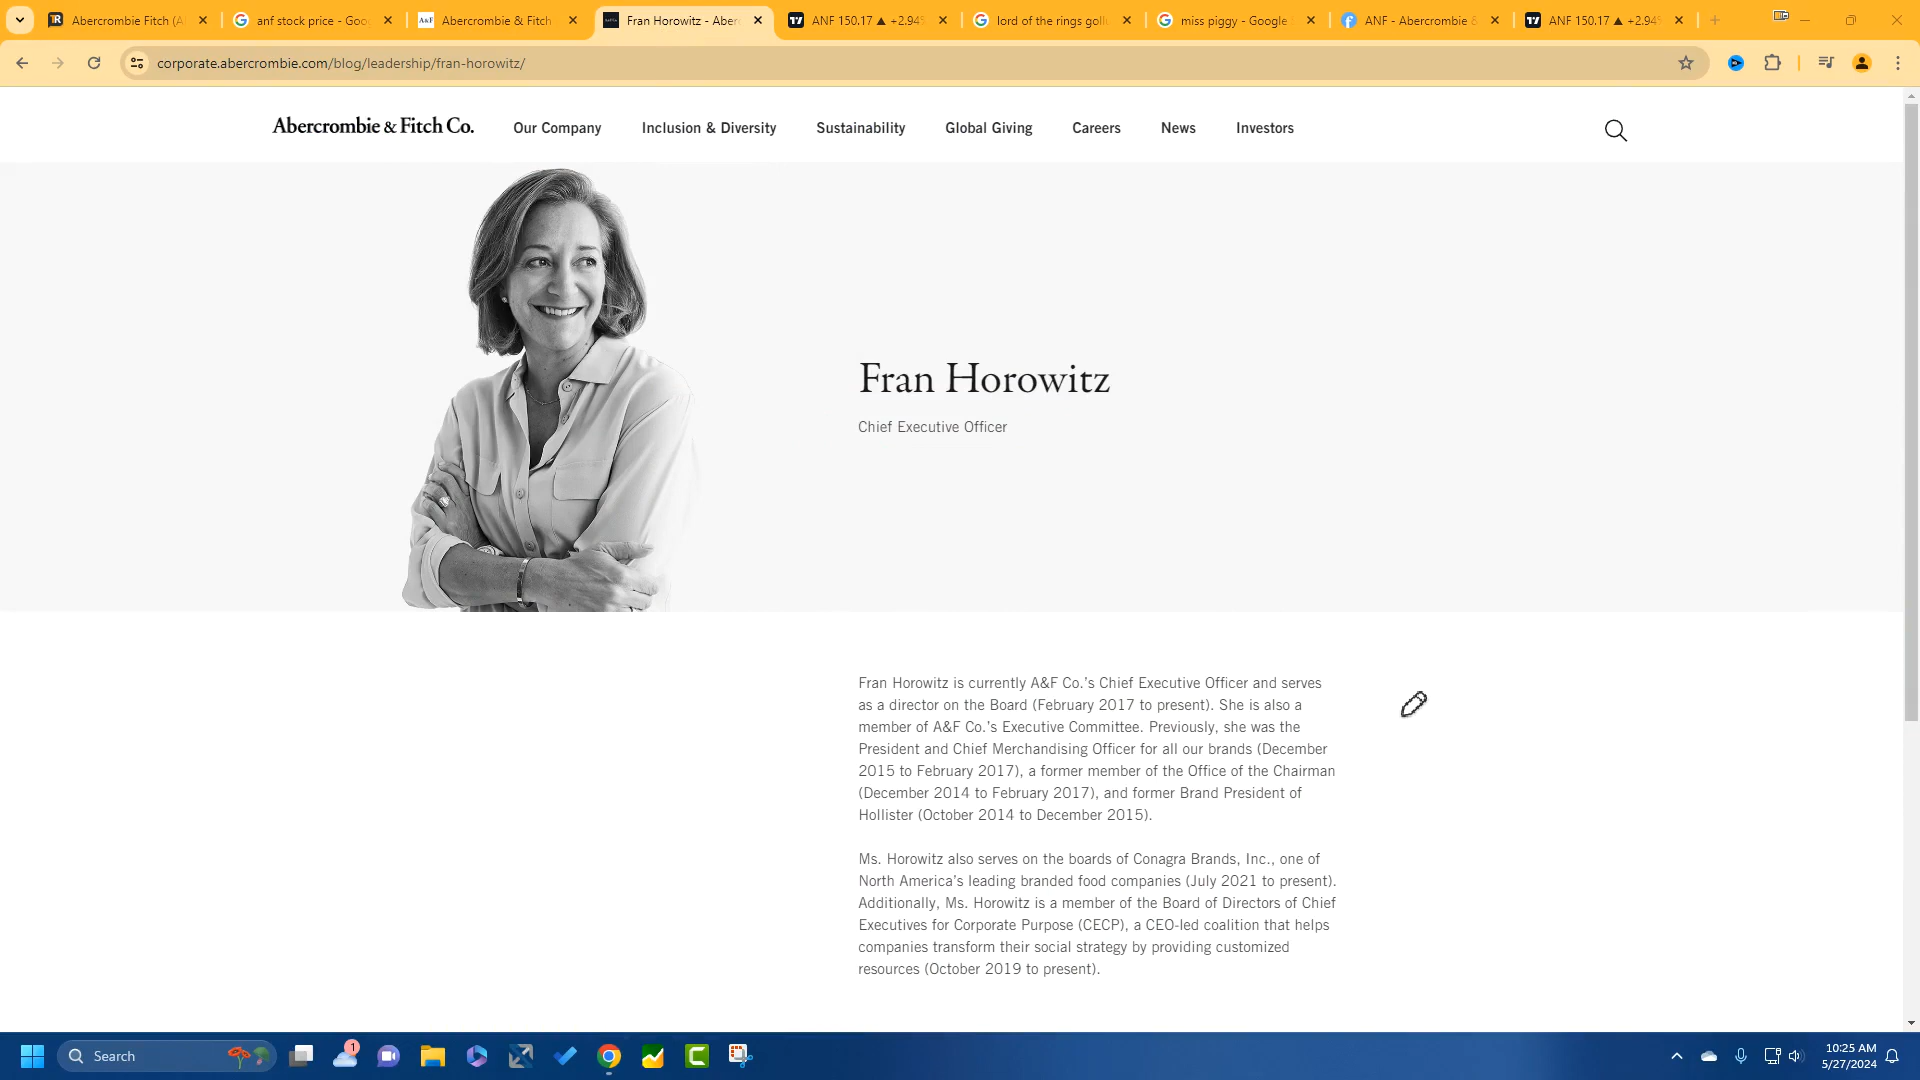 Abercrombie Fitch (A
anf stock price - Goo
A&F Abercrombie & Fitch
Fran Horowitz - Aber
ANF 150.17 ▲ +2.94
lord of the rings goll
miss piggy - Google
ANF - Abercrombie &
ANF 150.17 ▲ +2.94
corporate.abercrombie.com/blog/leadership/fran-horowitz/
Abercrombie & Fitch Co.
Our Company
Inclusion & Diversity
Sustainability
Global Giving
Careers
News
Investors
Fran Horowitz
Chief Executive Officer
Fran Horowitz is currently A&F Co.’s Chief Executive Officer and serves
as a director on the Board (February 2017 to present). She is also a
member of A&F Co.’s Executive Committee. Previously, she was the
President and Chief Merchandising Officer for all our brands (December
2015 to February 2017), a former member of the Office of the Chairman
(December 2014 to February 2017), and former Brand President of
Hollister (October 2014 to December 2015).
Ms. Horowitz also serves on the boards of Conagra Brands, Inc., one of
North America’s leading branded food companies (July 2021 to present).
Additionally, Ms. Horowitz is a member of the Board of Directors of Chief
Executives for Corporate Purpose (CECP), a CEO-led coalition that helps
companies transform their social strategy by providing customized
resources (October 2019 to present).
Search
1
10:25 AM
5/27/2024